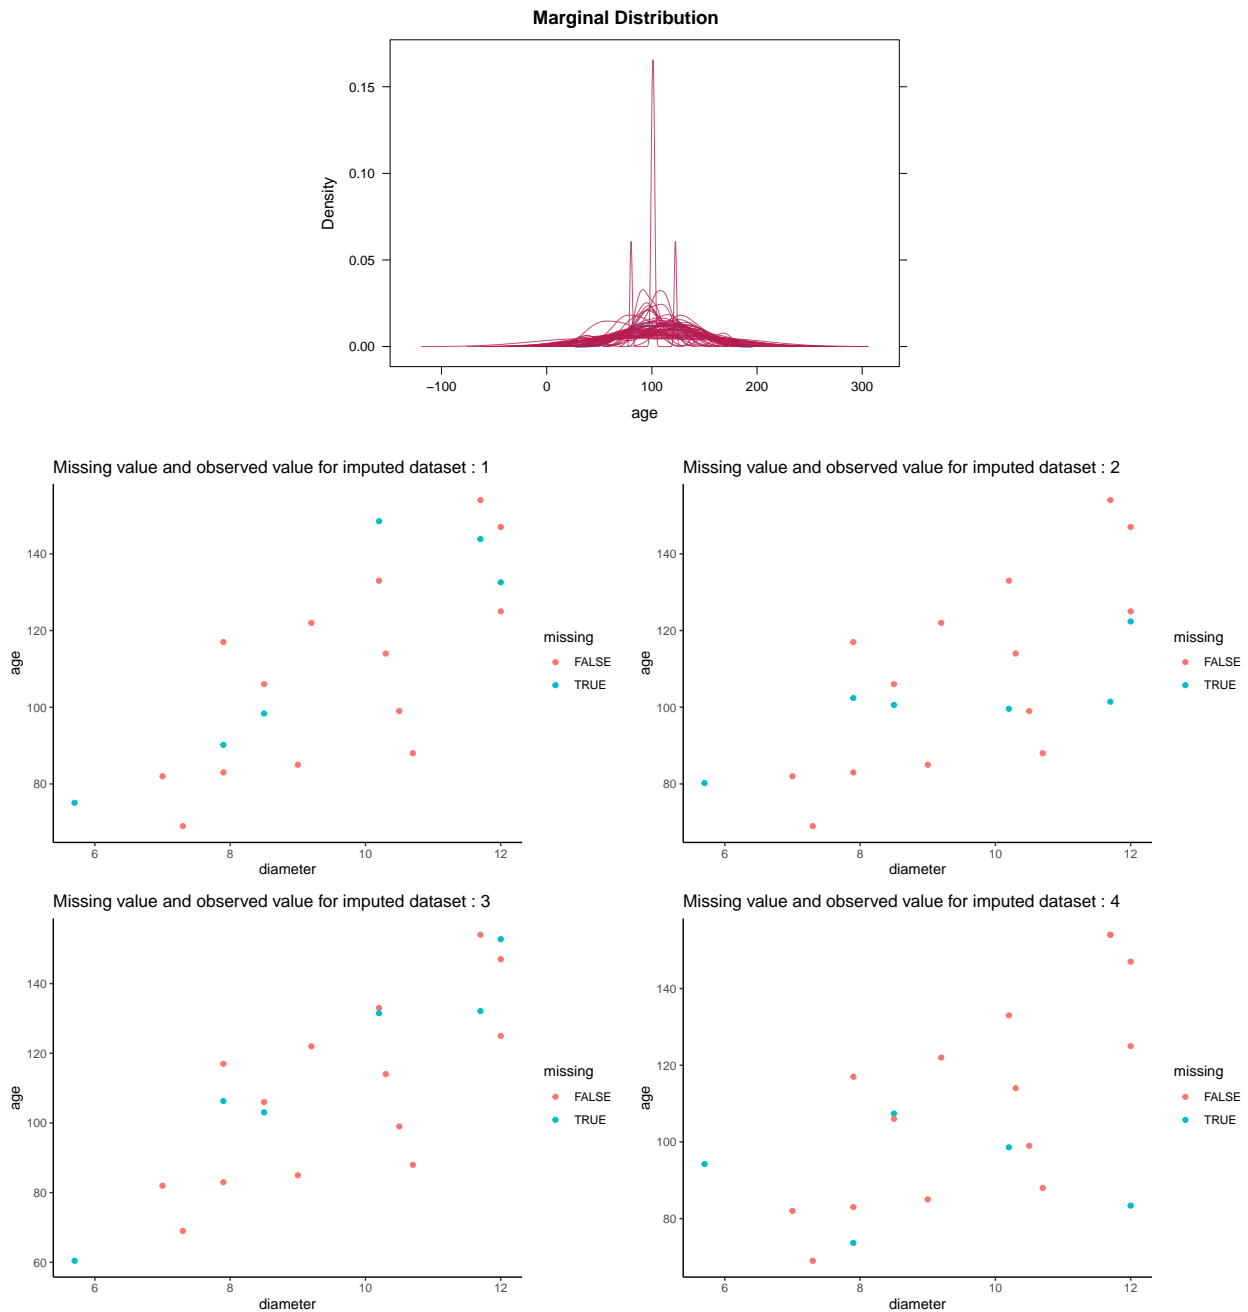 Marginal Distribution
0.15
0.10
0.05
0.00
Density
−100 0 100 200 300
age
Missing value and observed value for imputed dataset : 1
140
120
100
80
age
6 8 10 12
diameter
missing
FALSE
TRUE
Missing value and observed value for imputed dataset : 2
140
120
100
80
age
6 8 10 12
diameter
missing
FALSE
TRUE
Missing value and observed value for imputed dataset : 3
140
120
100
80
60
age
6 8 10 12
diameter
missing
FALSE
TRUE
Missing value and observed value for imputed dataset : 4
140
120
100
80
age
6 8 10 12
diameter
missing
FALSE
TRUE